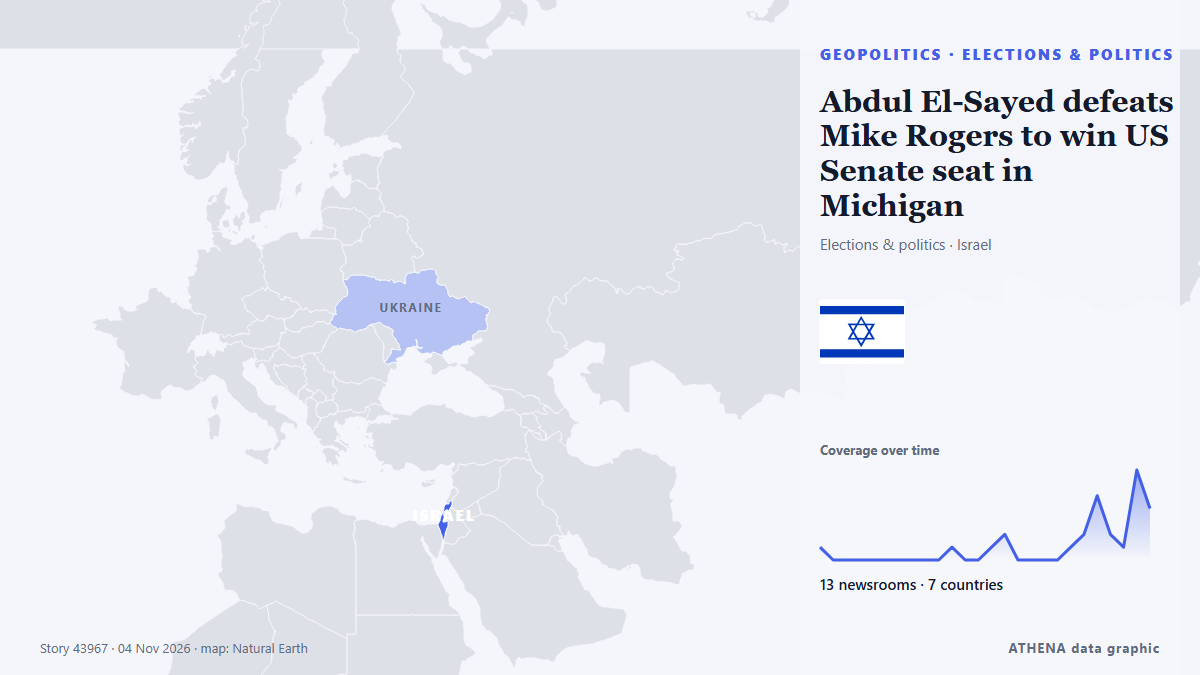 GEOPOLITICS · ELECTIONS & POLITICS
Abdul El-Sayed defeats
Mike Rogers to win US
Senate seat in
Michigan
Elections & politics · Israel
UKRAINE
ISRAEL
Coverage over time
13 newsrooms · 7 countries
Story 43967 · 04 Nov 2026 · map: Natural Earth
ATHENA data graphic